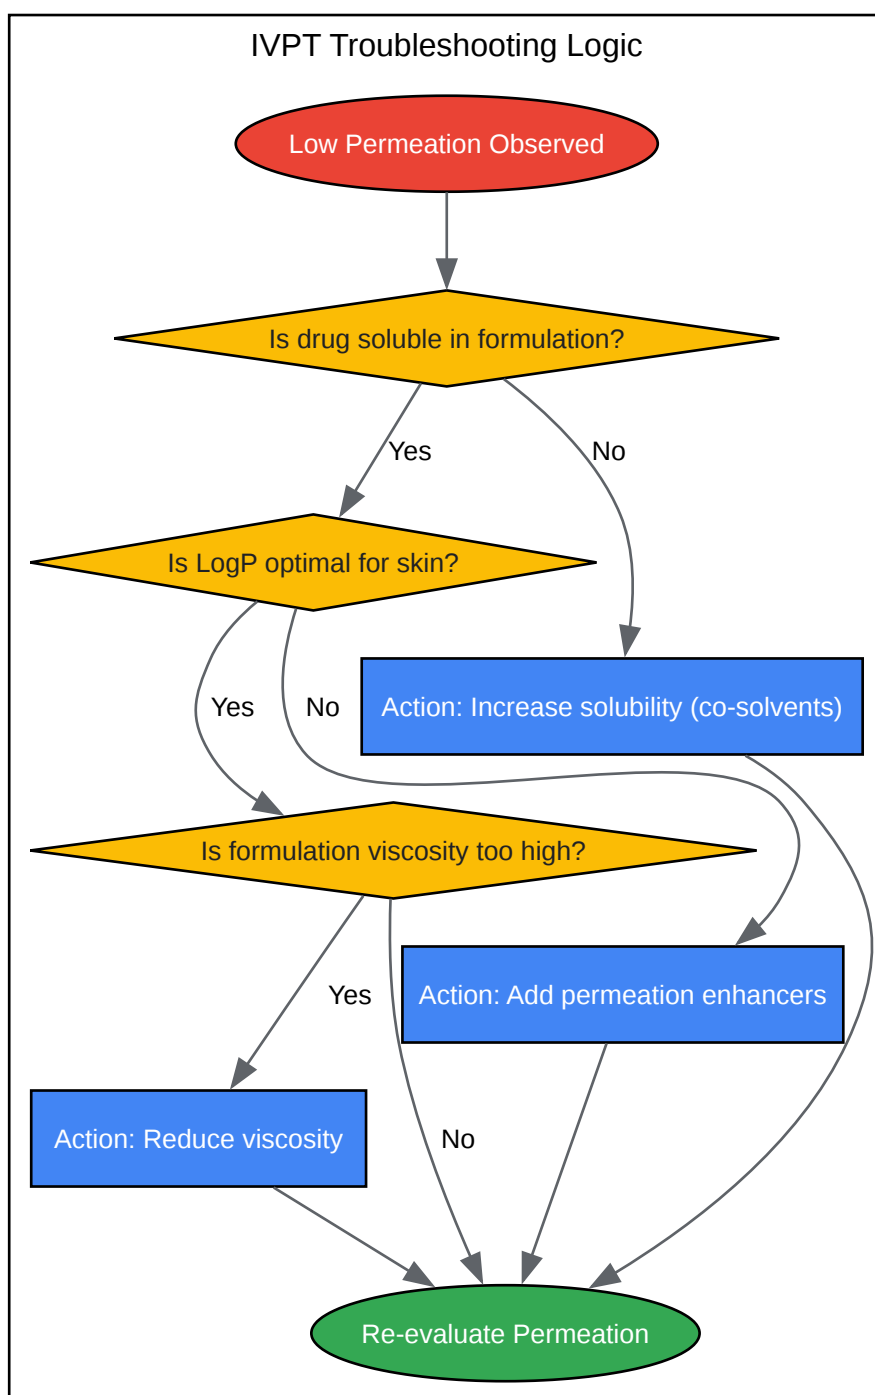 IVPT Troubleshooting Logic
Low Permeation Observed
Is drug soluble in formulation?
Yes
No
Is LogP optimal for skin?
Yes
No
Action: Increase solubility (co-solvents)
Is formulation viscosity too high?
Yes
Action: Add permeation enhancers
Action: Reduce viscosity
No
Re-evaluate Permeation